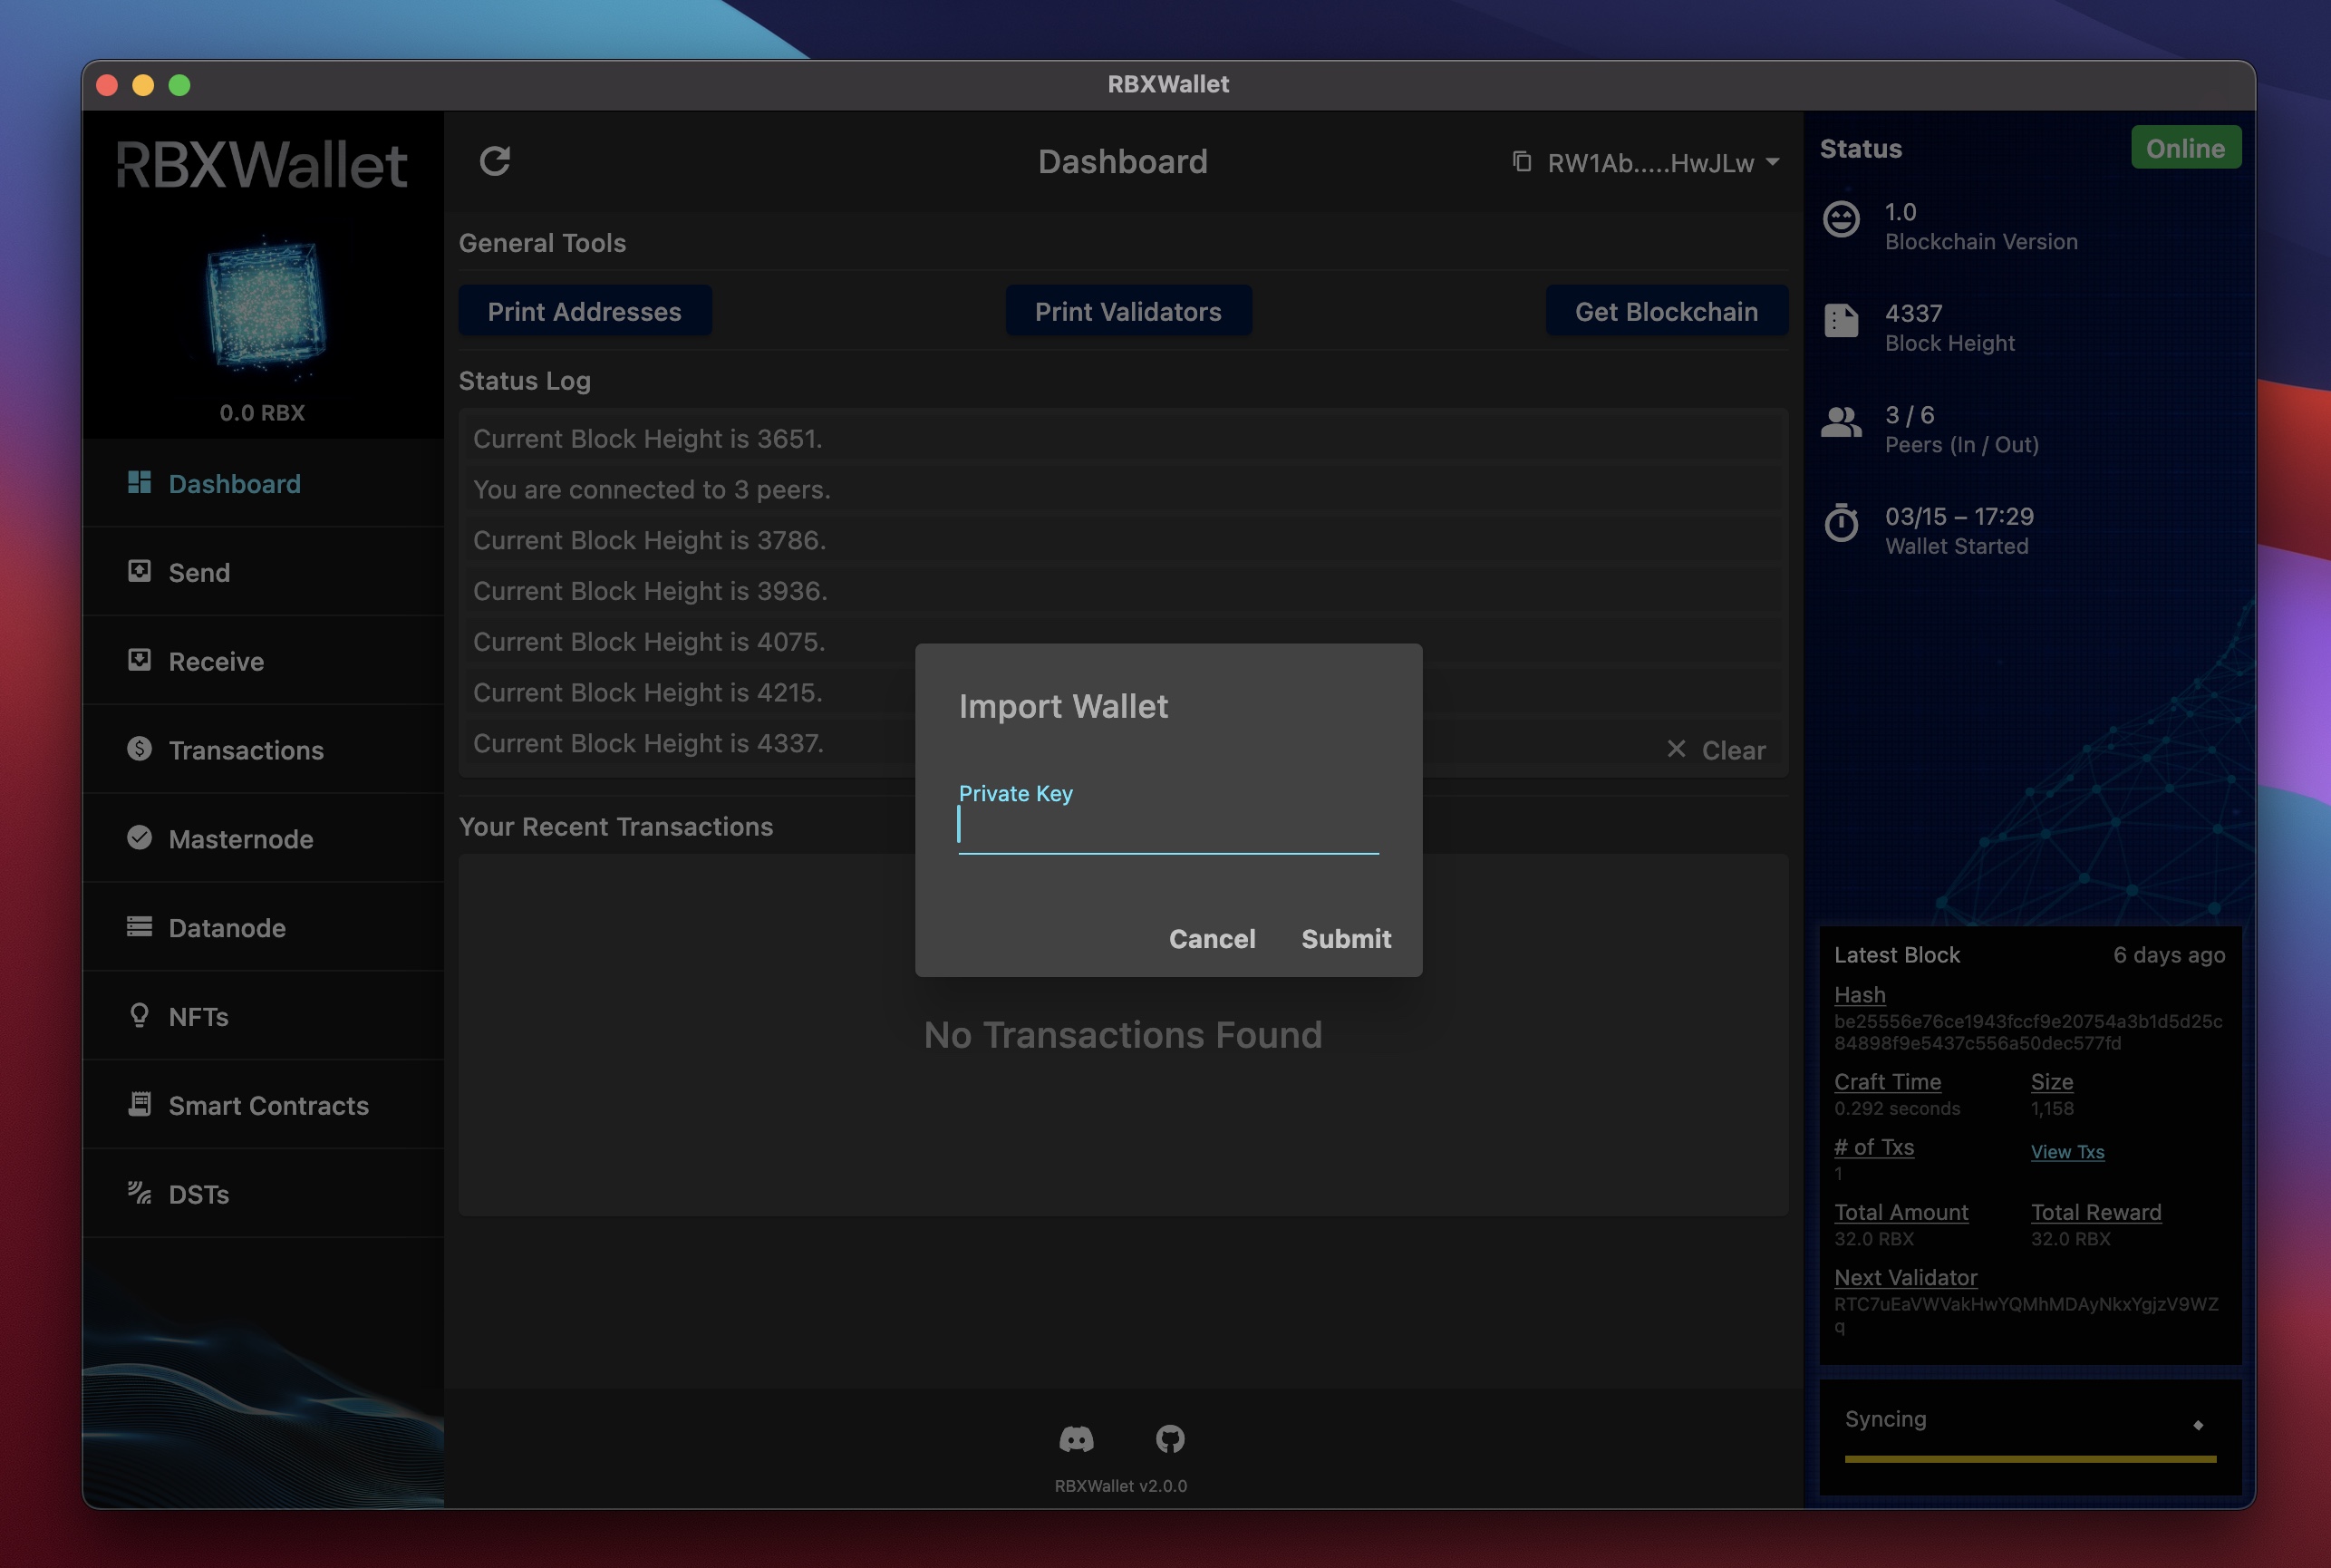 RBXWallet
RBXWallet
0.0 RBX
Dashboard
Send
Receive
Transactions
Masternode
Datanode
NFTs
Smart Contracts
DSTs
Dashboard
RW1Ab.....HwJLw
General Tools
Print Addresses
Print Validators
Get Blockchain
Status Log
Current Block Height is 3651.
You are connected to 3 peers.
Current Block Height is 3786.
Current Block Height is 3936.
Current Block Height is 4075.
Current Block Height is 4215.
Current Block Height is 4337.
Clear
Your Recent Transactions
No Transactions Found
Import Wallet
Private Key
Cancel
Submit
RBXWallet v2.0.0
Status
Online
1.0
Blockchain Version
4337
Block Height
3 / 6
Peers (In / Out)
03/15 – 17:29
Wallet Started
Latest Block
6 days ago
Hash
be25556e76ce1943fccf9e20754a3b1d5d25c
84898f9e5437c556a50dec577fd
Craft Time
Size
0.292 seconds
1,158
# of Txs
View Txs
1
Total Amount
Total Reward
32.0 RBX
32.0 RBX
Next Validator
RTC7uEaVWVakHwYQMhMDAyNkxYgjzV9WZ
q
Syncing